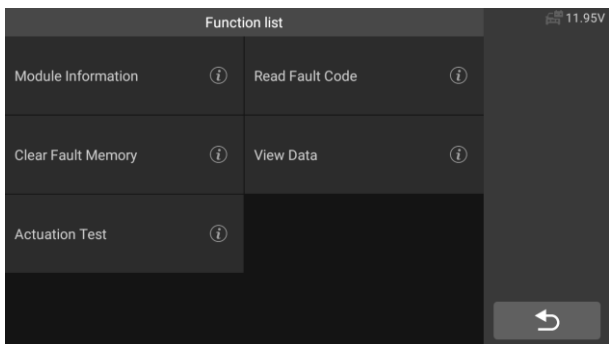 Function list
11.95V
Module Information
Read Fault Code
Clear Fault Memory
View Data
Actuation Test